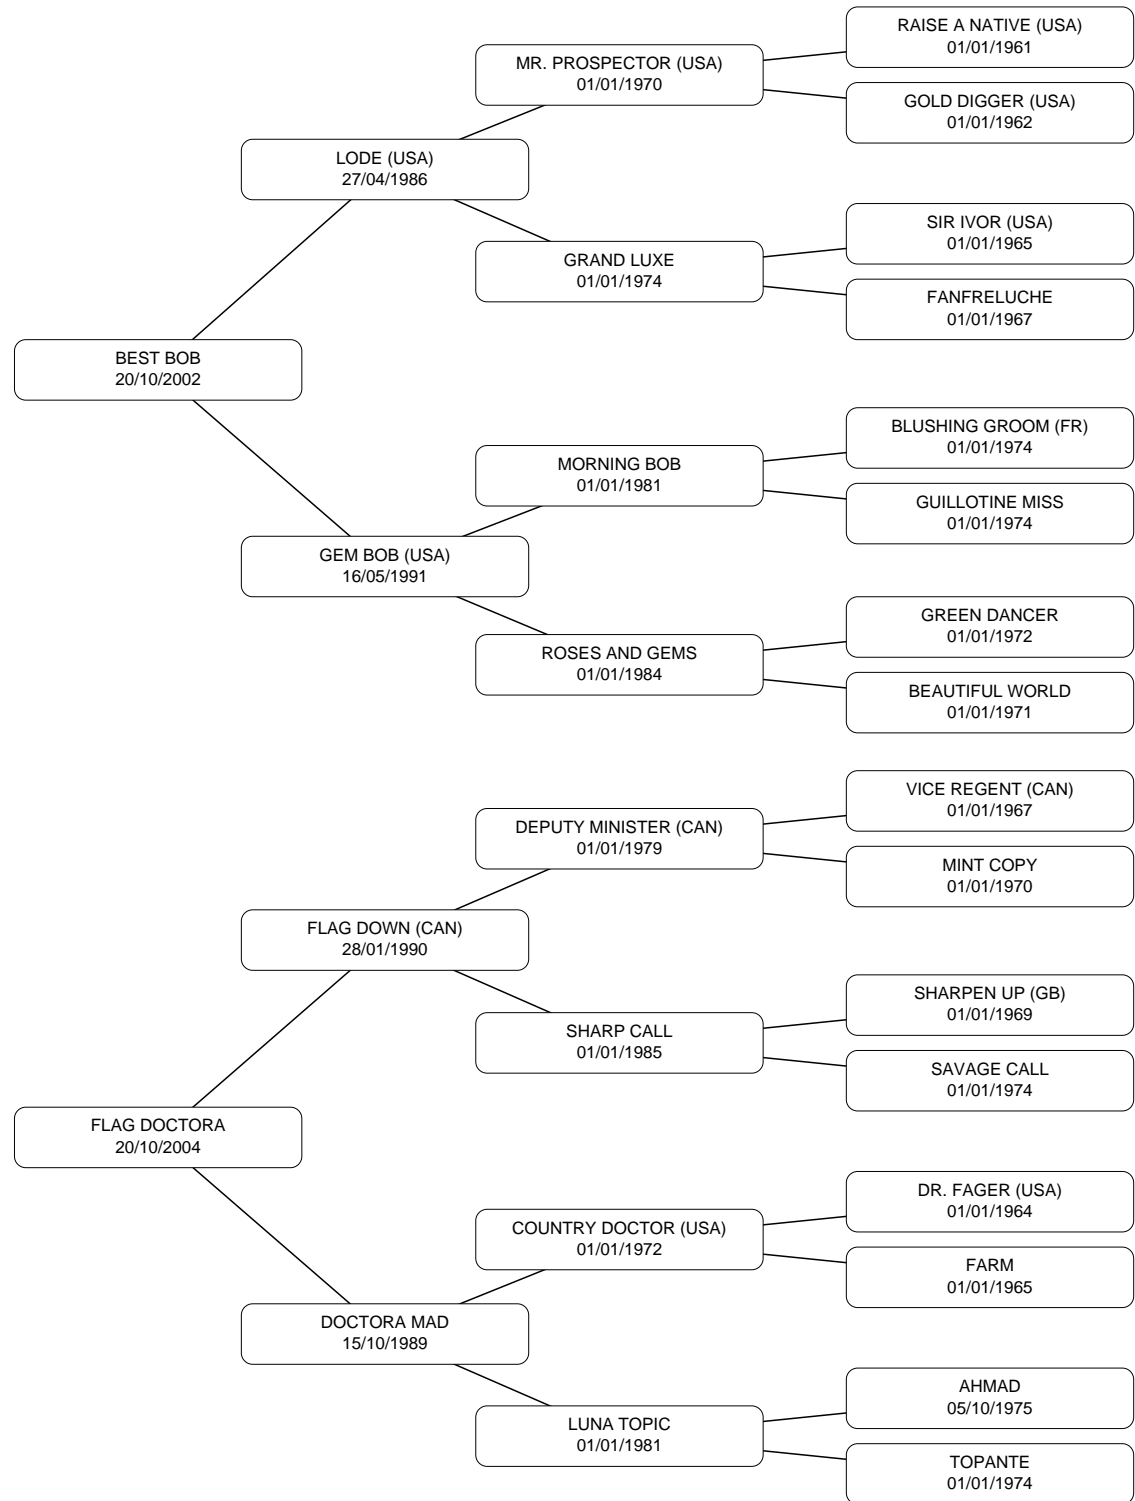 RAISE A NATIVE (USA)
01/01/1961
MR. PROSPECTOR (USA)
01/01/1970
GOLD DIGGER (USA)
01/01/1962
LODE (USA)
27/04/1986
SIR IVOR (USA)
01/01/1965
GRAND LUXE
01/01/1974
FANFRELUCHE
01/01/1967
BEST BOB
20/10/2002
BLUSHING GROOM (FR)
01/01/1974
MORNING BOB
01/01/1981
GUILLOTINE MISS
01/01/1974
GEM BOB (USA)
16/05/1991
GREEN DANCER
01/01/1972
ROSES AND GEMS
01/01/1984
BEAUTIFUL WORLD
01/01/1971
VICE REGENT (CAN)
01/01/1967
DEPUTY MINISTER (CAN)
01/01/1979
MINT COPY
01/01/1970
FLAG DOWN (CAN)
28/01/1990
SHARPEN UP (GB)
01/01/1969
SHARP CALL
01/01/1985
SAVAGE CALL
01/01/1974
FLAG DOCTORA
20/10/2004
DR. FAGER (USA)
01/01/1964
COUNTRY DOCTOR (USA)
01/01/1972
FARM
01/01/1965
DOCTORA MAD
15/10/1989
AHMAD
05/10/1975
LUNA TOPIC
01/01/1981
TOPANTE
01/01/1974